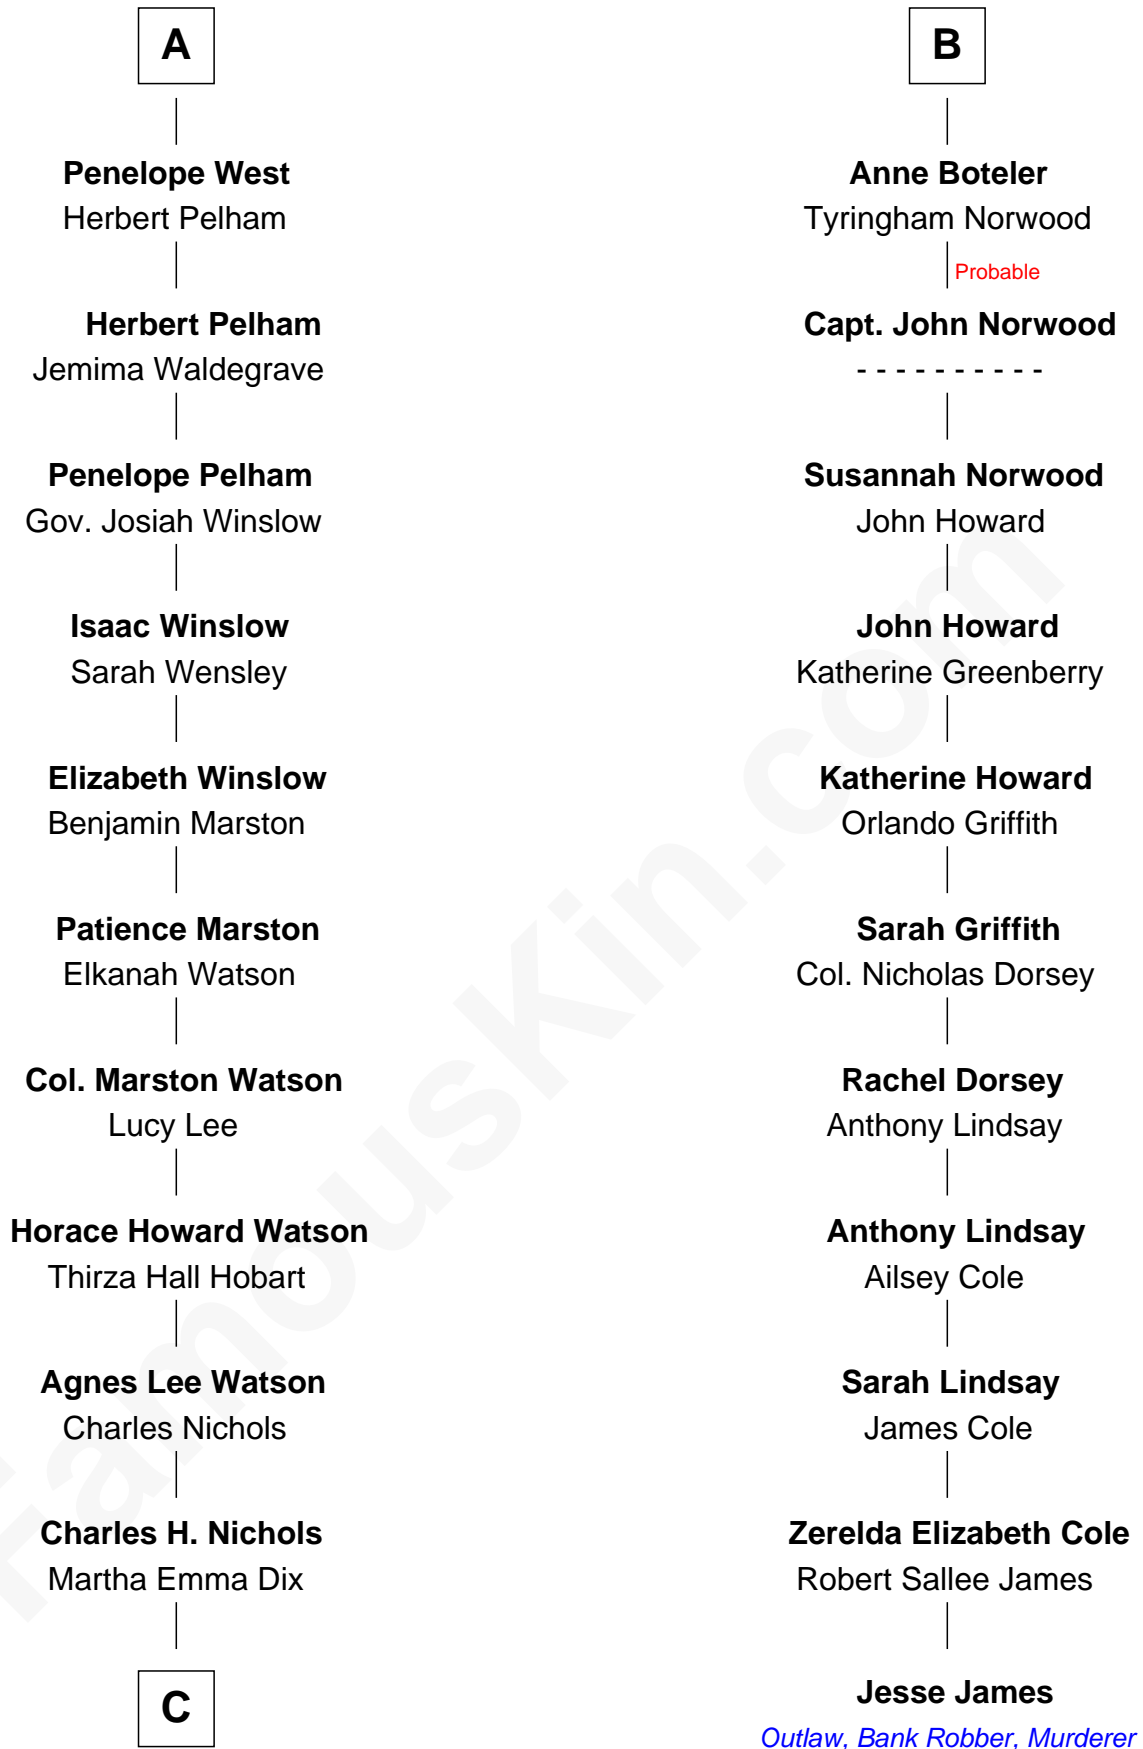 A
Penelope West
Herbert Pelham
Herbert Pelham
Jemima Waldegrave
Penelope Pelham
Gov. Josiah Winslow
Isaac Winslow
Sarah Wensley
Elizabeth Winslow
Benjamin Marston
Patience Marston
Elkanah Watson
Col. Marston Watson
Lucy Lee
Horace Howard Watson
Thirza Hall Hobart
Agnes Lee Watson
Charles Nichols
Charles H. Nichols
Martha Emma Dix
C
B
Anne Boteler
Tyringham Norwood
Probable
Capt. John Norwood
- - - - - - - - - -
Susannah Norwood
John Howard
John Howard
Katherine Greenberry
Katherine Howard
Orlando Griffith
Sarah Griffith
Col. Nicholas Dorsey
Rachel Dorsey
Anthony Lindsay
Anthony Lindsay
Ailsey Cole
Sarah Lindsay
James Cole
Zerelda Elizabeth Cole
Robert Sallee James
Jesse James
Outlaw, Bank Robber, Murderer
FamousKin.com